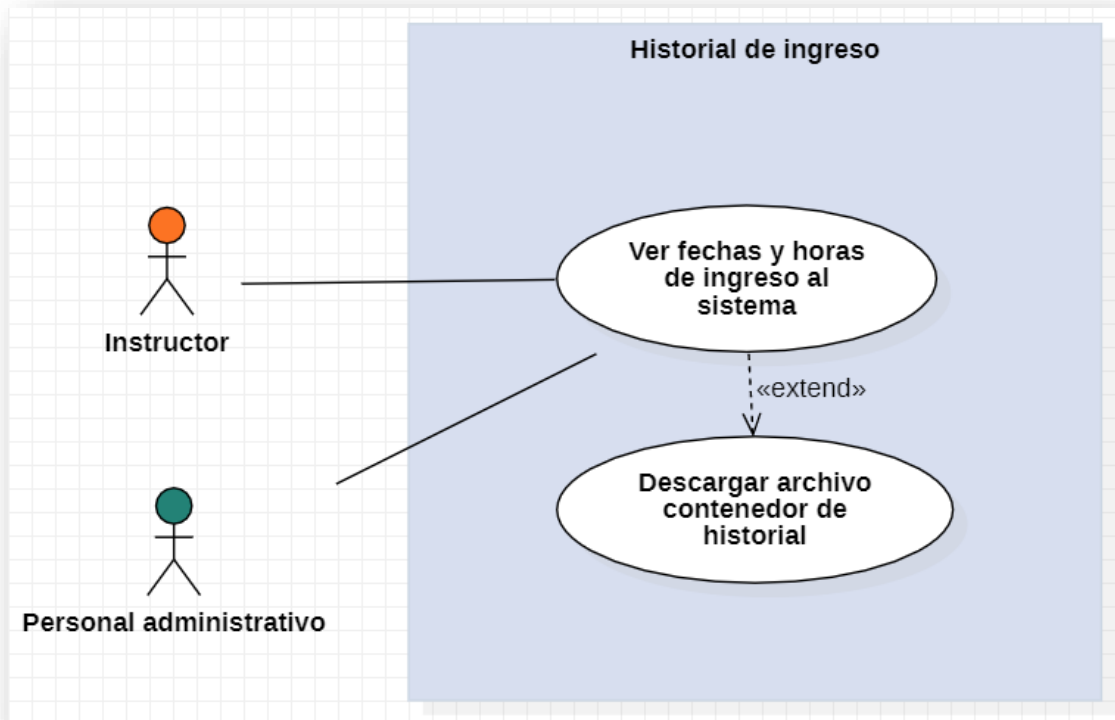 Historial de ingreso
Ver fechas y horas
de ingreso al
sistema
Instructor
«extend»
Descargar archivo
contenedor de
historial
Personal administrativo